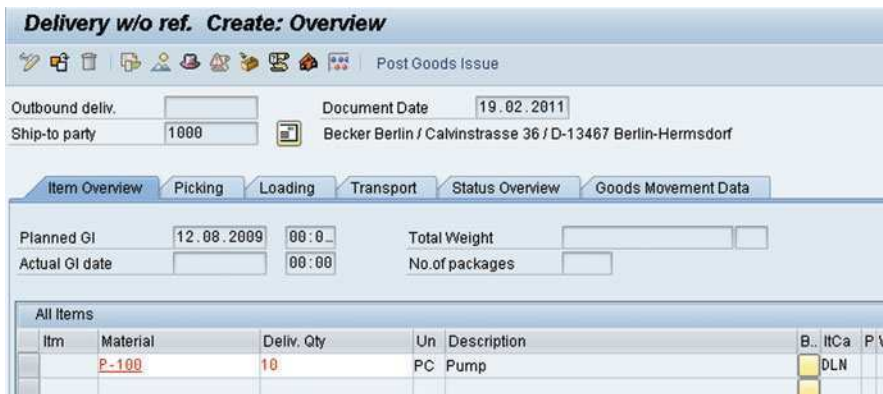 Delivery w/o ref. Create: Overview
Post Goods Issue
Outbound deliv. Document Date 19.02.2011
Ship-to party 1000 Becker Berlin / Calvinstrasse 36 / D-13467 Berlin-Hermsdorf
Item Overview Picking Loading Transport Status Overview Goods Movement Data
Planned GI 12.08.2009 00:0_ Total Weight
Actual GI date 00:00 No.of packages
All Items
Itm Material Deliv. Qty Un Description B.. ItCa P
P-100 10 PC Pump DLN